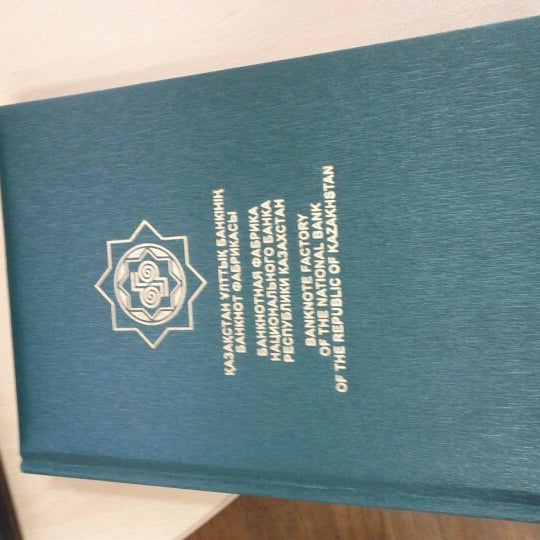 ҚАЗАҚСТАН ҰЛТТЫҚ БАНКІНІҢ
БАНКНОТ ФАБРИКАСЫ
БАНКНОТНАЯ ФАБРИКА
НАЦИОНАЛЬНОГО БАНКА
РЕСПУБЛИКИ КАЗАХСТАН
BANKNOTE FACTORY
OF THE NATIONAL BANK
OF THE REPUBLIC OF KAZAKHSTAN